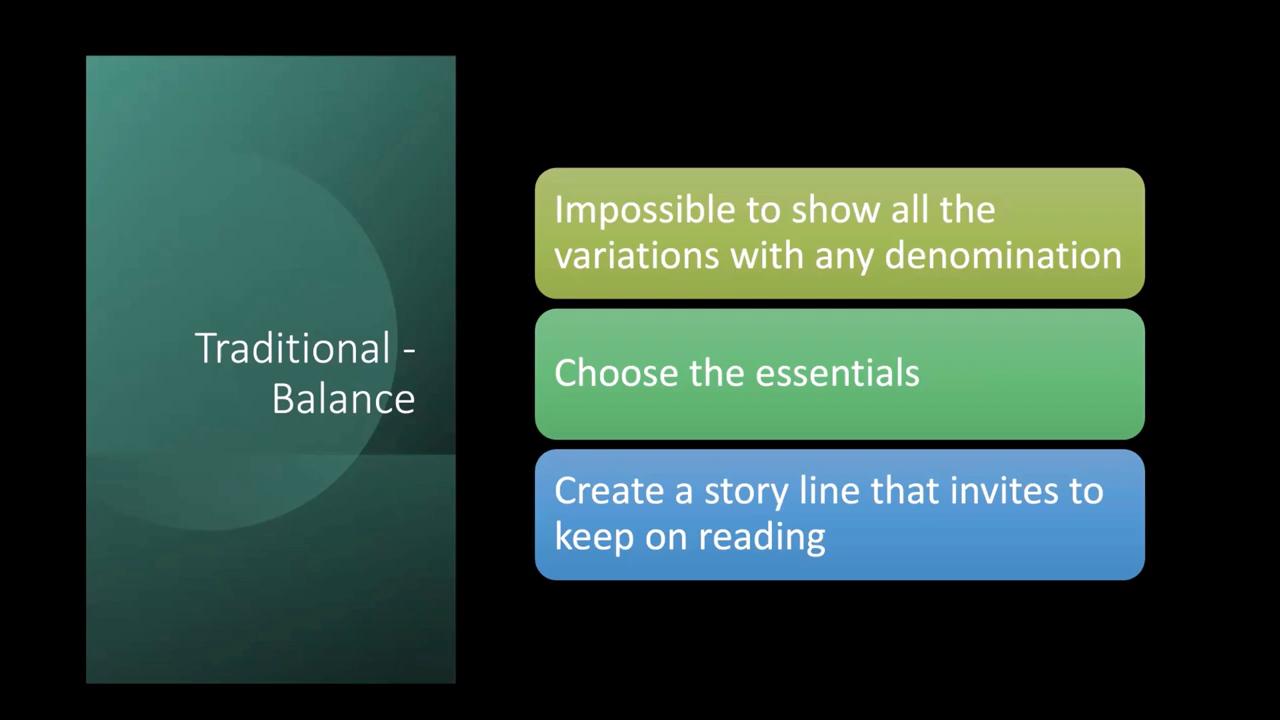 Traditional -
Balance
Impossible to show all the
variations with any denomination
Choose the essentials
Create a story line that invites to
keep on reading